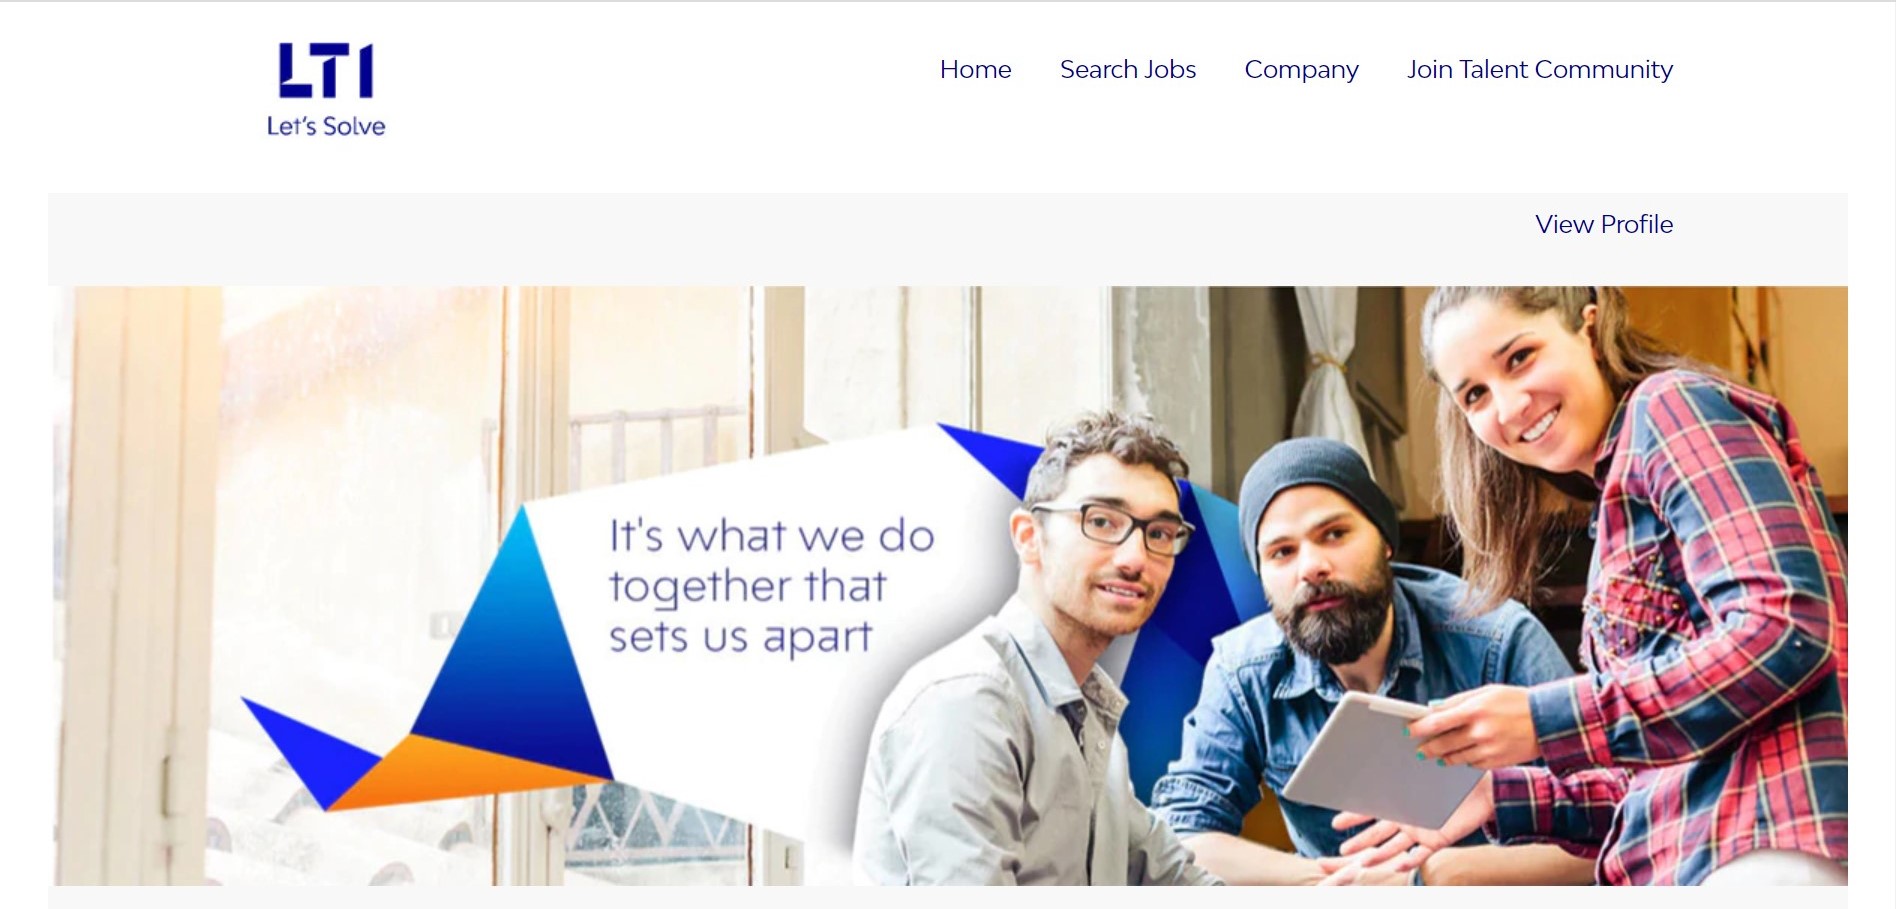 LTI
Let's Solve
Home
Search Jobs
Company
Join Talent Community
View Profile
It's what we do
together that
sets us apart